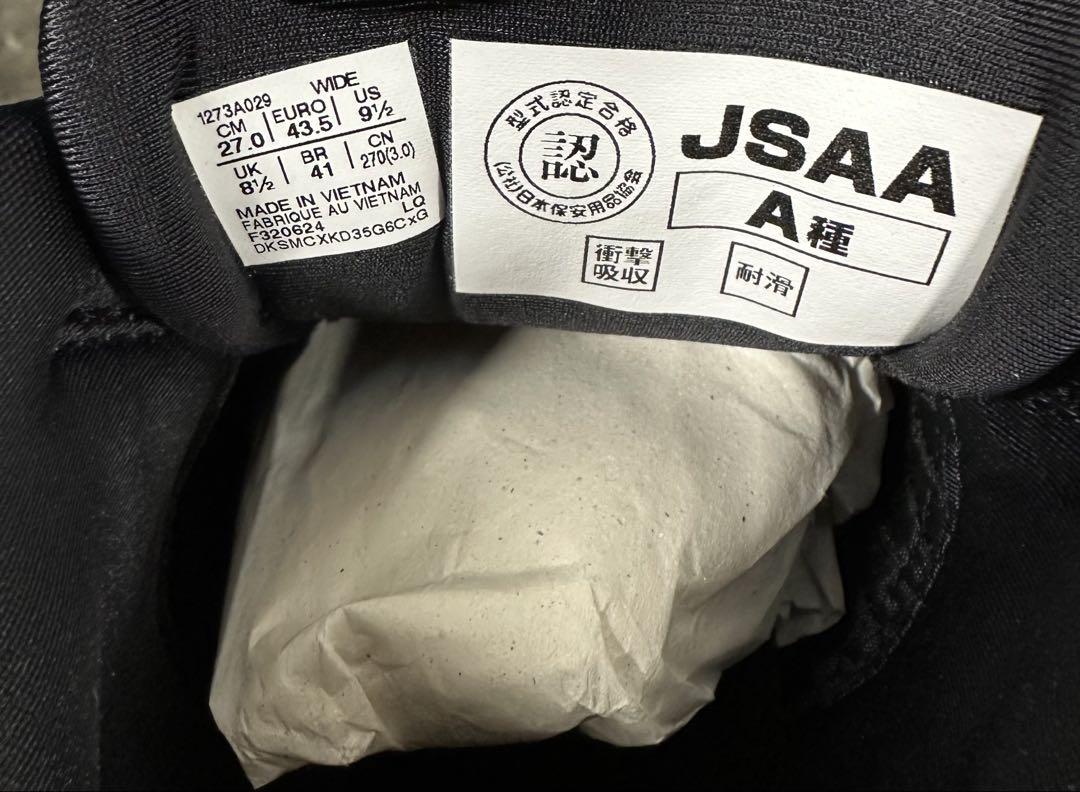 1273A029 WIDE
CM EURO US
27.0 43.5 9½
UK BR CN
8½ 41 270(3.0)
MADE IN VIETNAM
FABRIQUE AU VIETNAM
F320624 LQ
DKSMCXKD35G6CxG
型式認定合格
認
(公社)日本保安用品協会
JSAA
A種
衝撃
吸収
耐滑